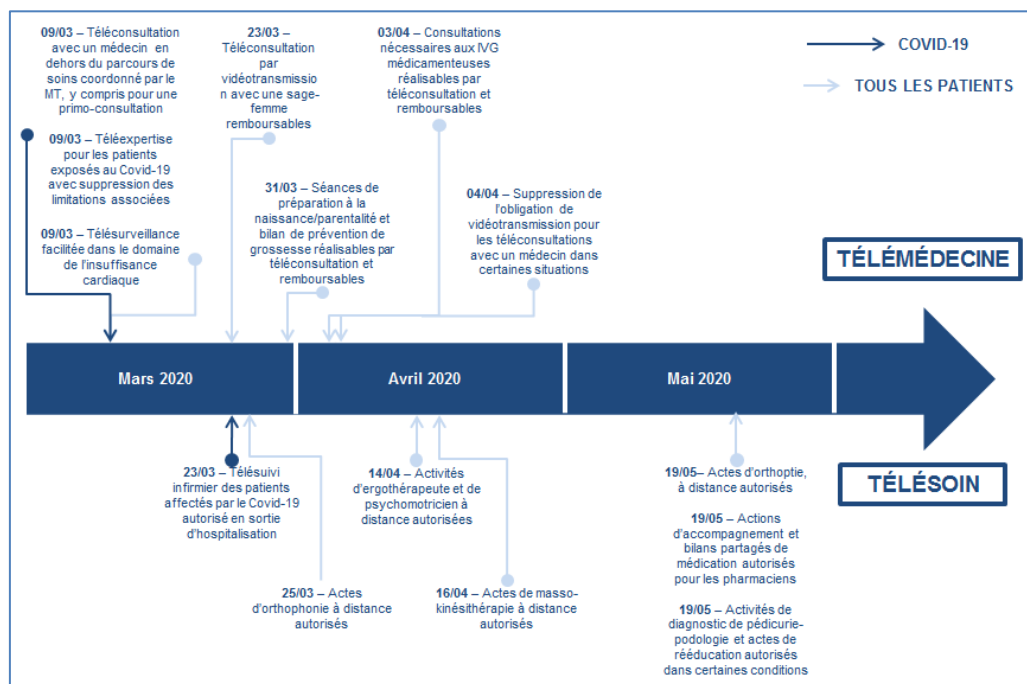 09/03 – Téléconsultation
avec un médecin en
dehors du parcours de
soins coordonné par le
MT, y compris pour une
primo-consultation
09/03 – Téléexpertise
pour les patients
exposés au Covid-19
avec suppression des
limitations associées
09/03 – Télésurveillance
facilitée dans le domaine
de l'insuffisance
cardiaque
23/03 –
Téléconsultation
par
vidéotransmissio
n avec une sage-
femme
remboursables
31/03 – Séances de
préparation à la
naissance/parentalité et
bilan de prévention de
grossesse réalisables par
téléconsultation et
remboursables
03/04 – Consultations
nécessaires aux IVG
médicamenteuses
réalisables par
téléconsultation et
remboursables
04/04 – Suppression de
l'obligation de
vidéotransmission pour
les téléconsultations
avec un médecin dans
certaines situations
COVID-19
TOUS LES PATIENTS
TÉLÉMÉDECINE
Mars 2020
Avril 2020
Mai 2020
TÉLÉSOIN
23/03 – Télésuivi
infirmier des patients
affectés par le Covid-19
autorisé en sortie
d'hospitalisation
25/03 – Actes
d'orthophonie à distance
autorisés
14/04 – Activités
d'ergothérapeute et de
psychomotricien à
distance autorisées
16/04 – Actes de masso-
kinésithérapie à distance
autorisés
19/05– Actes d'orthoptie,
à distance autorisés
19/05 – Actions
d'accompagnement et
bilans partagés de
médication autorisés
pour les pharmaciens
19/05 – Activités de
diagnostic de pédicurie-
podologie et actes de
rééducation autorisés
dans certaines conditions